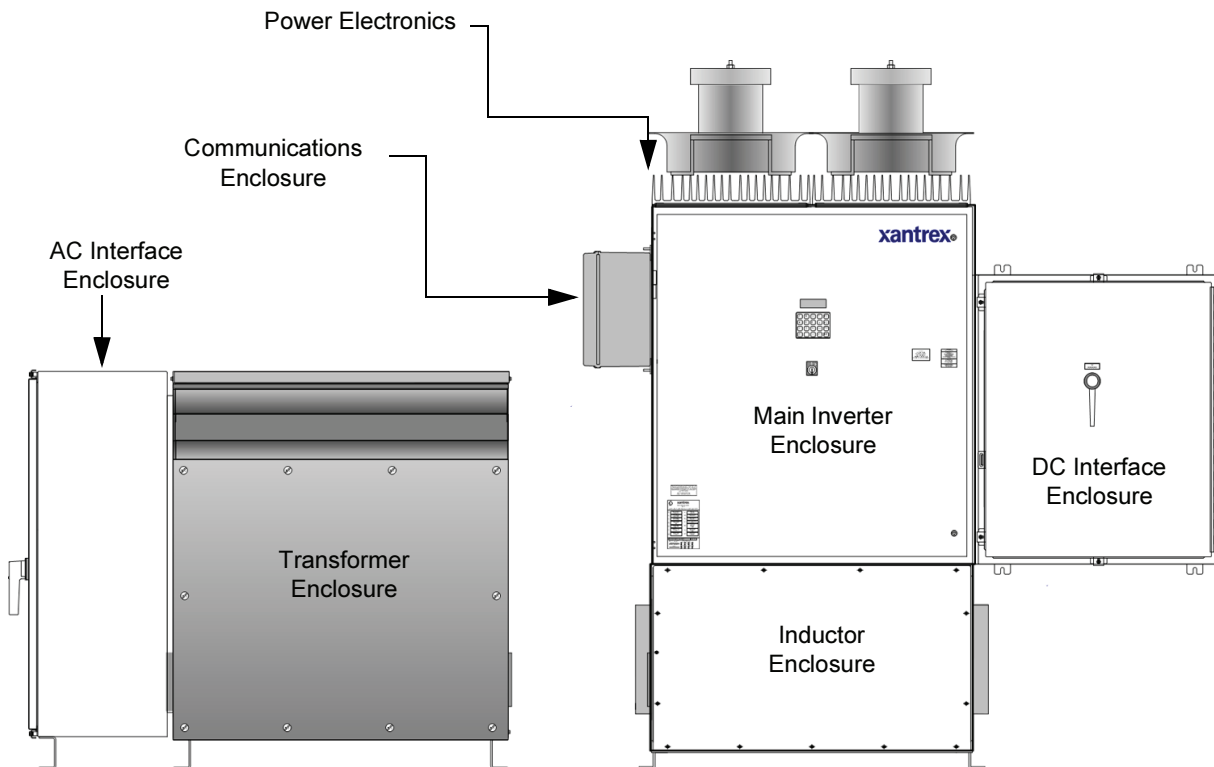 Power Electronics
Communications
Enclosure
AC Interface
Enclosure
xantrex
Main Inverter
Enclosure
DC Interface
Enclosure
Transformer
Enclosure
Inductor
Enclosure